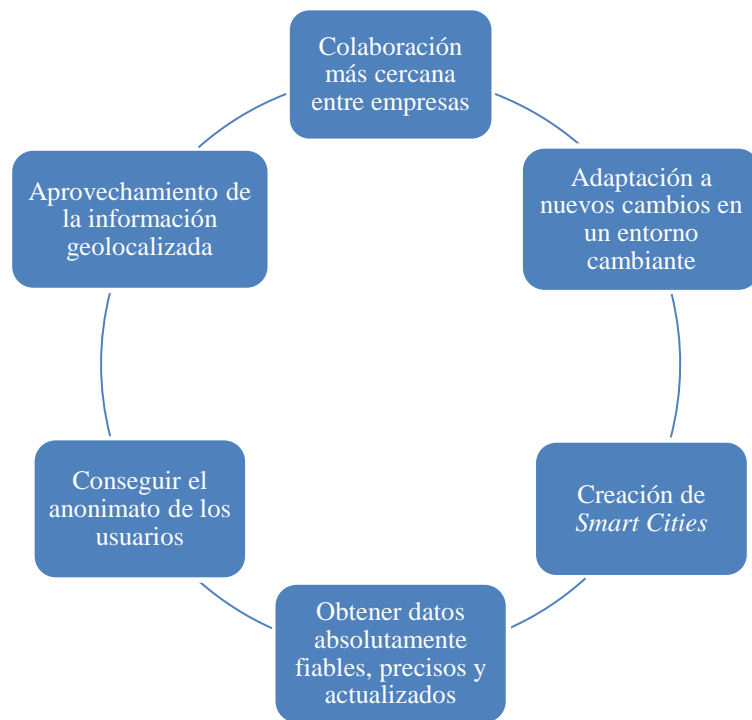 Colaboración
más cercana
entre empresas
Adaptación a
nuevos cambios en
un entorno
cambiante
Creación de
Smart Cities
Obtener datos
absolutamente
fiables, precisos y
actualizados
Conseguir el
anonimato de los
usuarios
Aprovechamiento de
la información
geolocalizada